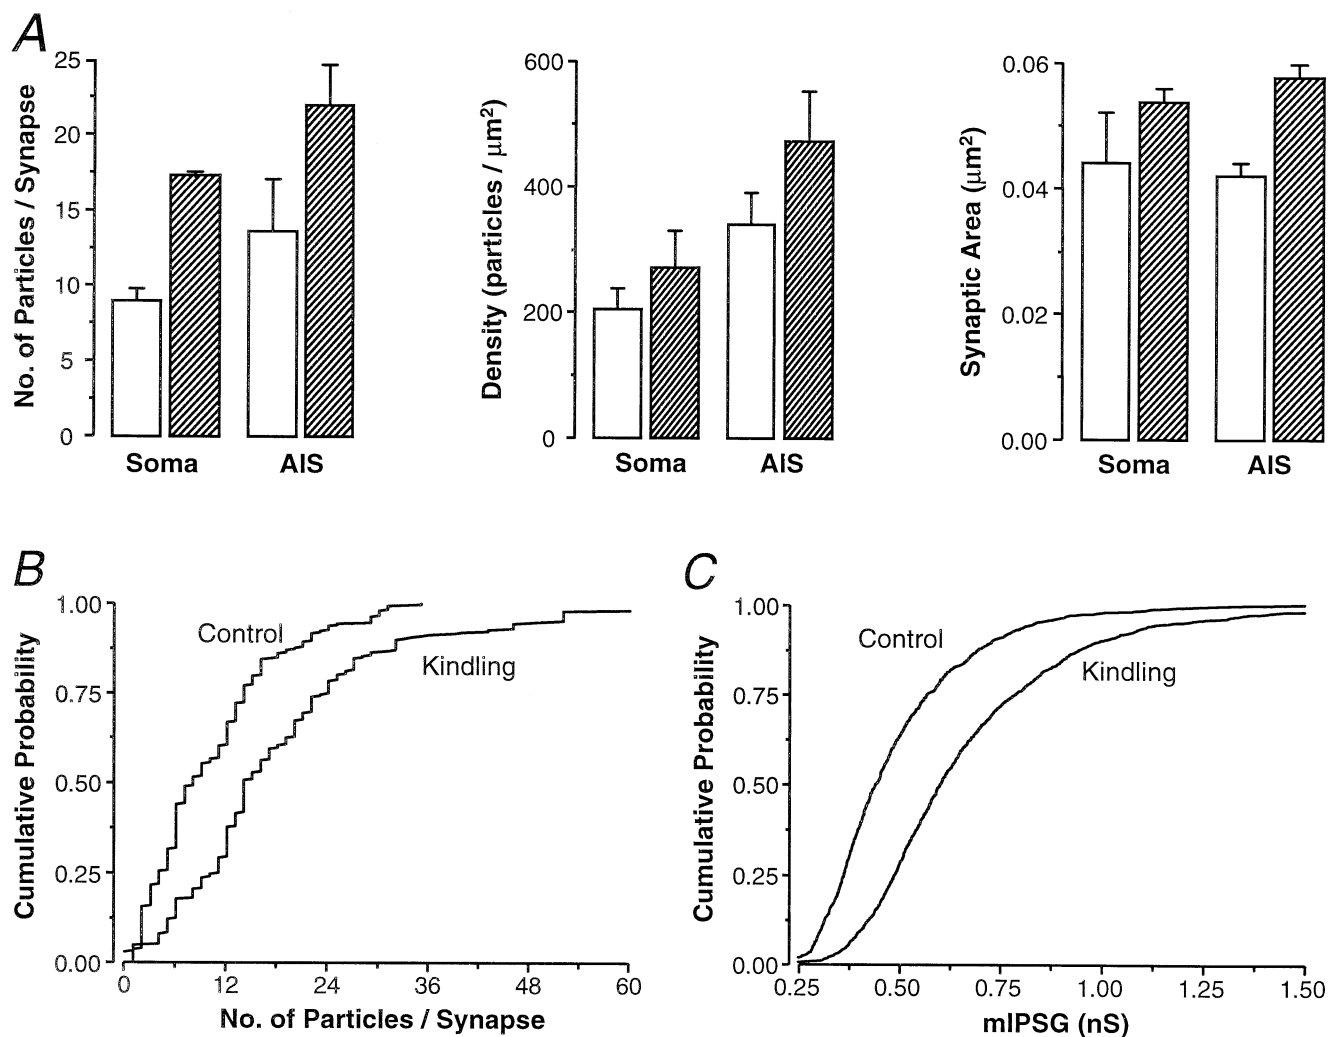 A
No. of Particles / Synapse
25
20
15
10
5
0
Soma
AIS
Density (particles / μm²)
600
400
200
0
Soma
AIS
Synaptic Area (μm²)
0.06
0.04
0.02
0.00
Soma
AIS
B
Cumulative Probability
1.00
0.75
0.50
0.25
0.00
Control
Kindling
0 12 24 36 48 60
No. of Particles / Synapse
C
Cumulative Probability
1.00
0.75
0.50
0.25
0.00
Control
Kindling
0.25 0.50 0.75 1.00 1.25 1.50
mIPSG (nS)